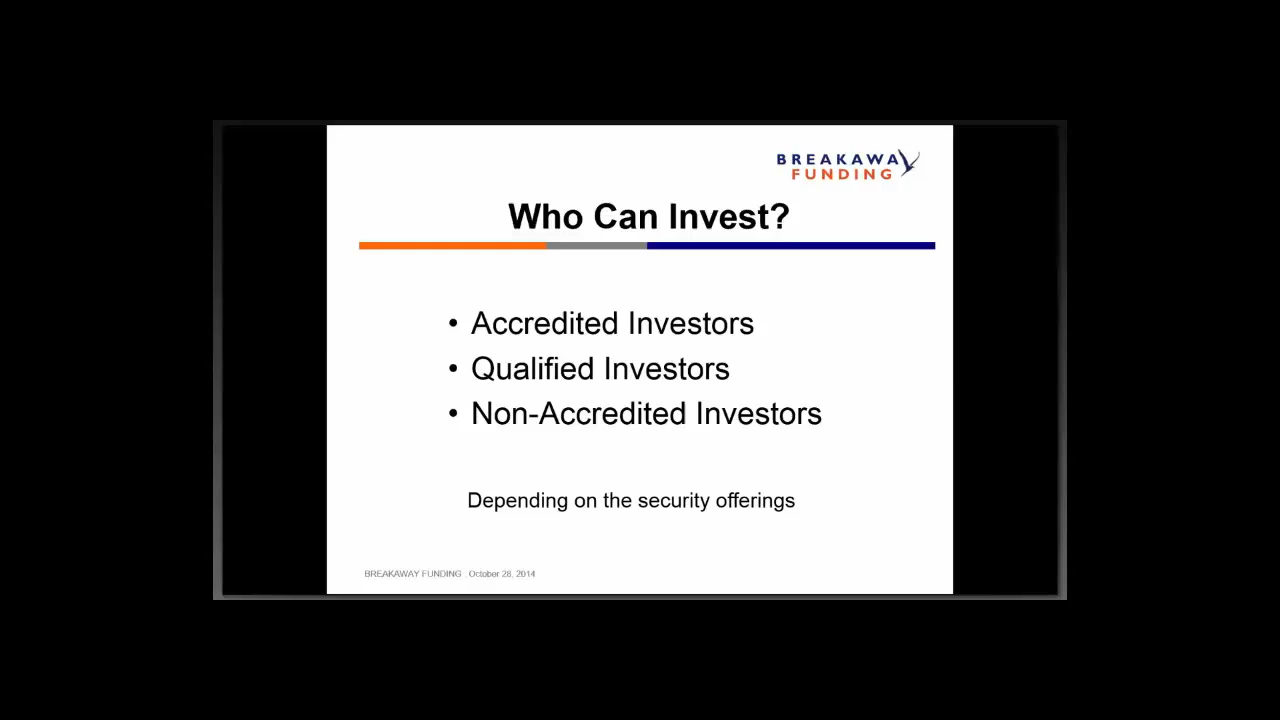 BREAKAWAY
FUNDING
Who Can Invest?
• Accredited Investors
• Qualified Investors
• Non-Accredited Investors
Depending on the security offerings
BREAKAWAY FUNDING . October 28, 2014